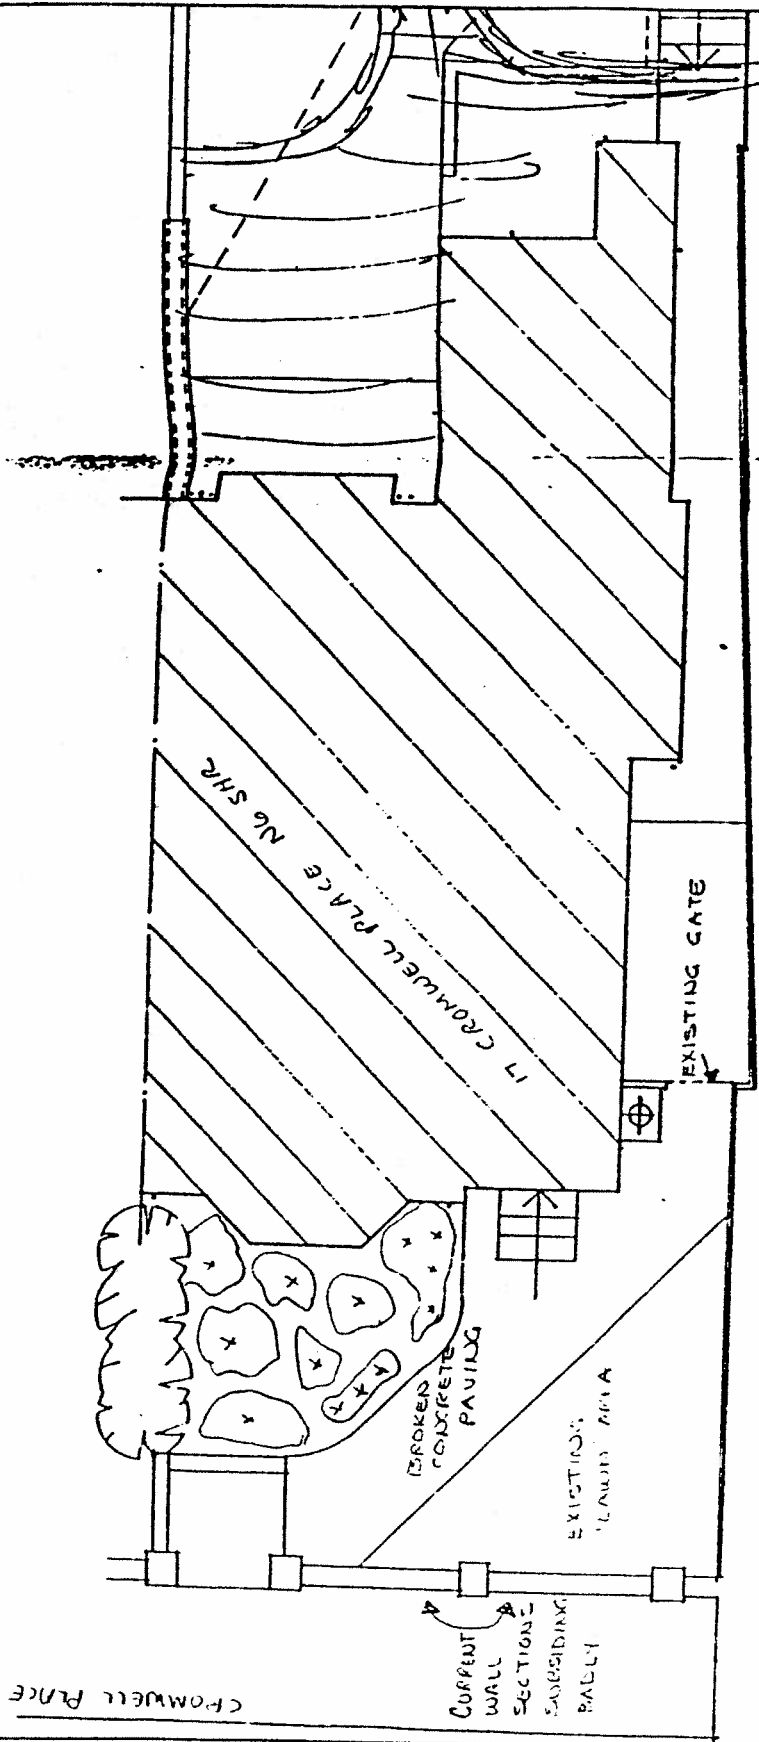 17 CROMWELL PLACE N6 5HR
EXISTING GATE
BROKEN
CONCRETE
PAVING
EXISTING
LAWN AREA
CURRENT
WALL
SECTIONS
SUBSIDING
BADLY
CROMWELL PLACE